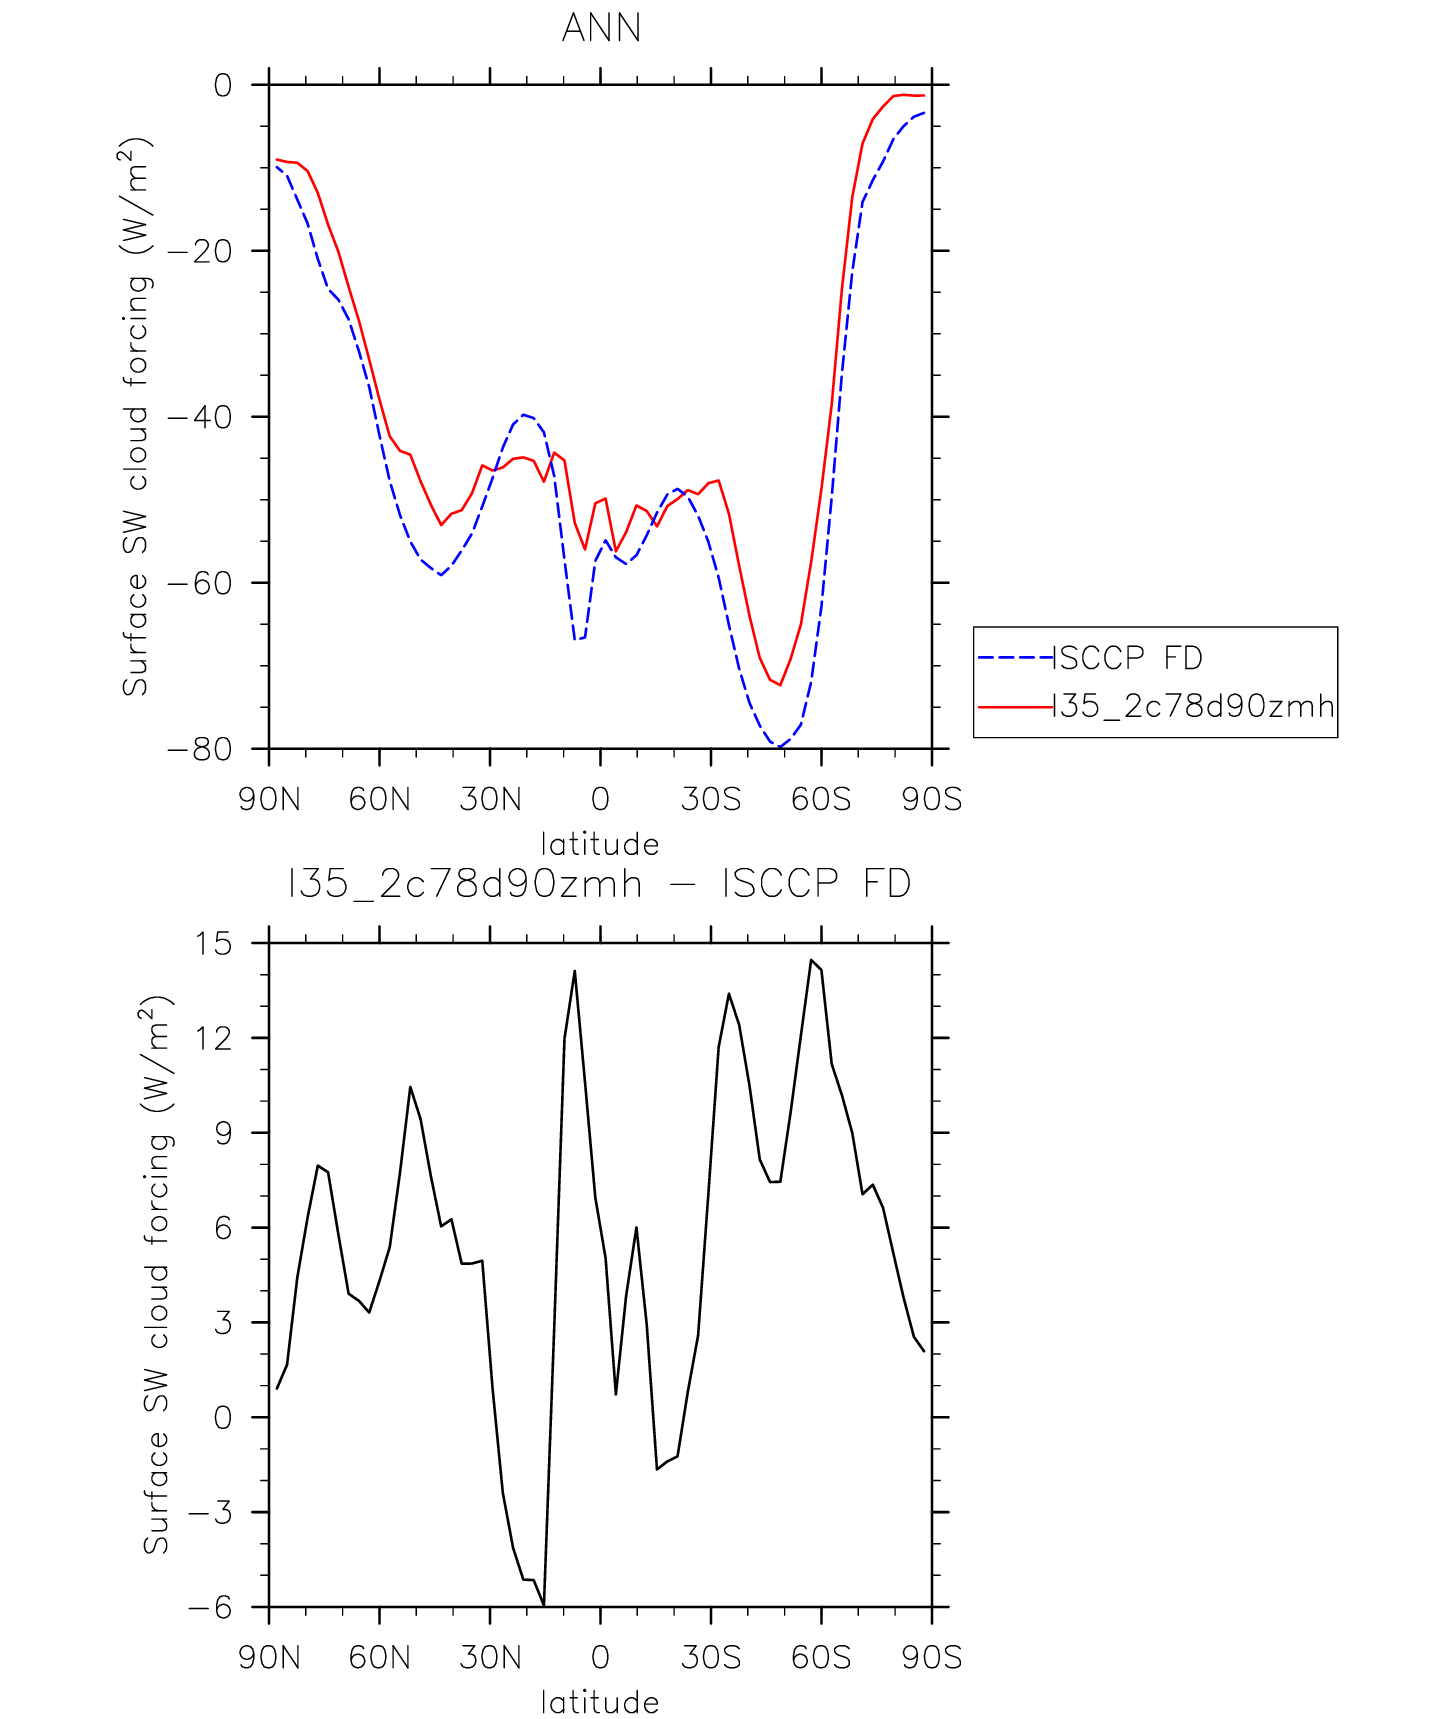 ANN
Surface SW cloud forcing (W/m²)
0
−20
−40
−60
−80
90N 60N 30N 0 30S 60S 90S
latitude
ISCCP FD
I35_2c78d90zmh
I35_2c78d90zmh − ISCCP FD
Surface SW cloud forcing (W/m²)
15
12
9
6
3
0
−3
−6
90N 60N 30N 0 30S 60S 90S
latitude